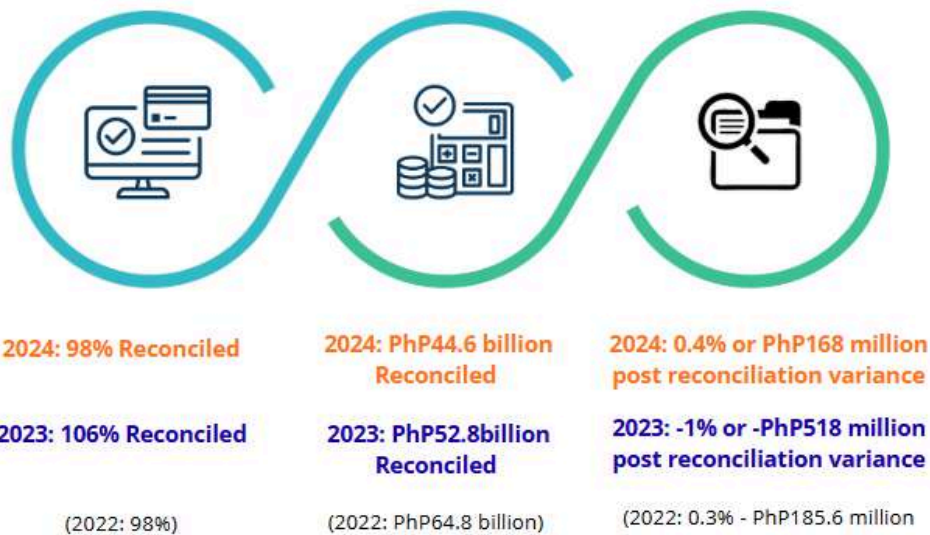 2024: 98% Reconciled
2023: 106% Reconciled
(2022: 98%)
2024: PhP44.6 billion
Reconciled
2023: PhP52.8billion
Reconciled
(2022: PhP64.8 billion)
2024: 0.4% or PhP168 million
post reconciliation variance
2023: -1% or -PhP518 million
post reconciliation variance
(2022: 0.3% - PhP185.6 million